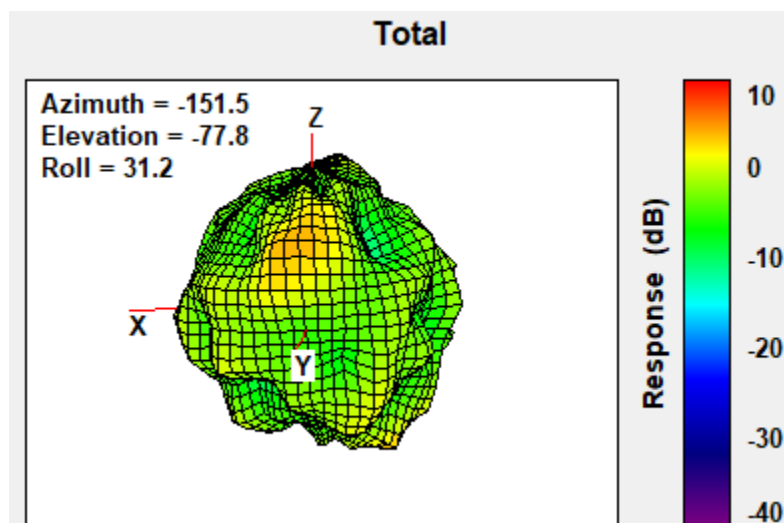 Total
Azimuth = -151.5
Elevation = -77.8
Roll = 31.2
Z
X
Y
Response (dB)
10
0
-10
-20
-30
-40